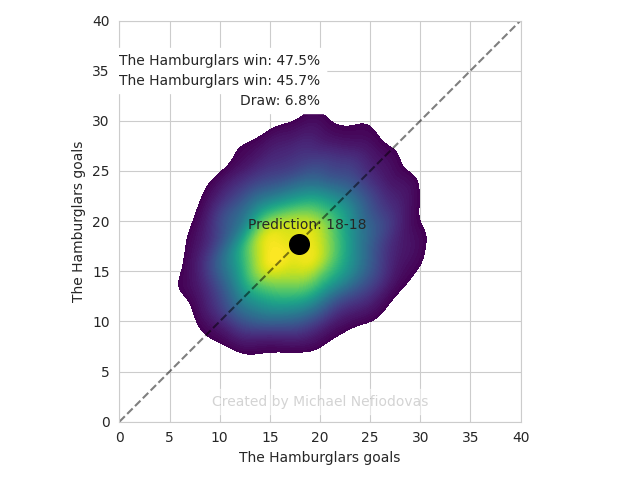 40
35
30
25
20
15
10
5
0
The Hamburglars goals
The Hamburglars win: 47.5%
The Hamburglars win: 45.7%
Draw: 6.8%
Prediction: 18-18
Created by Michael Nefiodovas
0 5 10 15 20 25 30 35 40
The Hamburglars goals